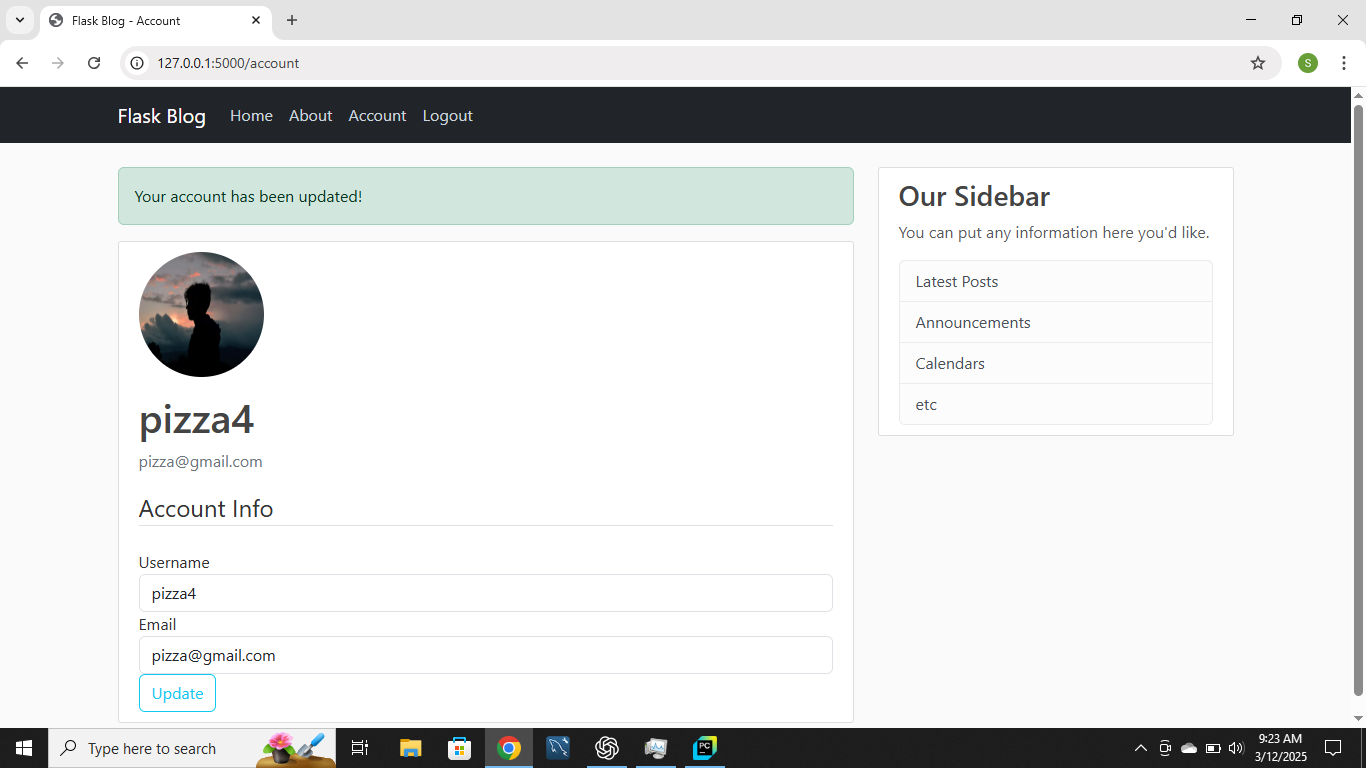 Flask Blog - Account
127.0.0.1:5000/account
S
Flask Blog Home About Account Logout
Your account has been updated!
pizza4
pizza@gmail.com
Account Info
Username
pizza4
Email
pizza@gmail.com
Update
Our Sidebar
You can put any information here you'd like.
Latest Posts
Announcements
Calendars
etc
Type here to search
PC
9:23 AM
3/12/2025